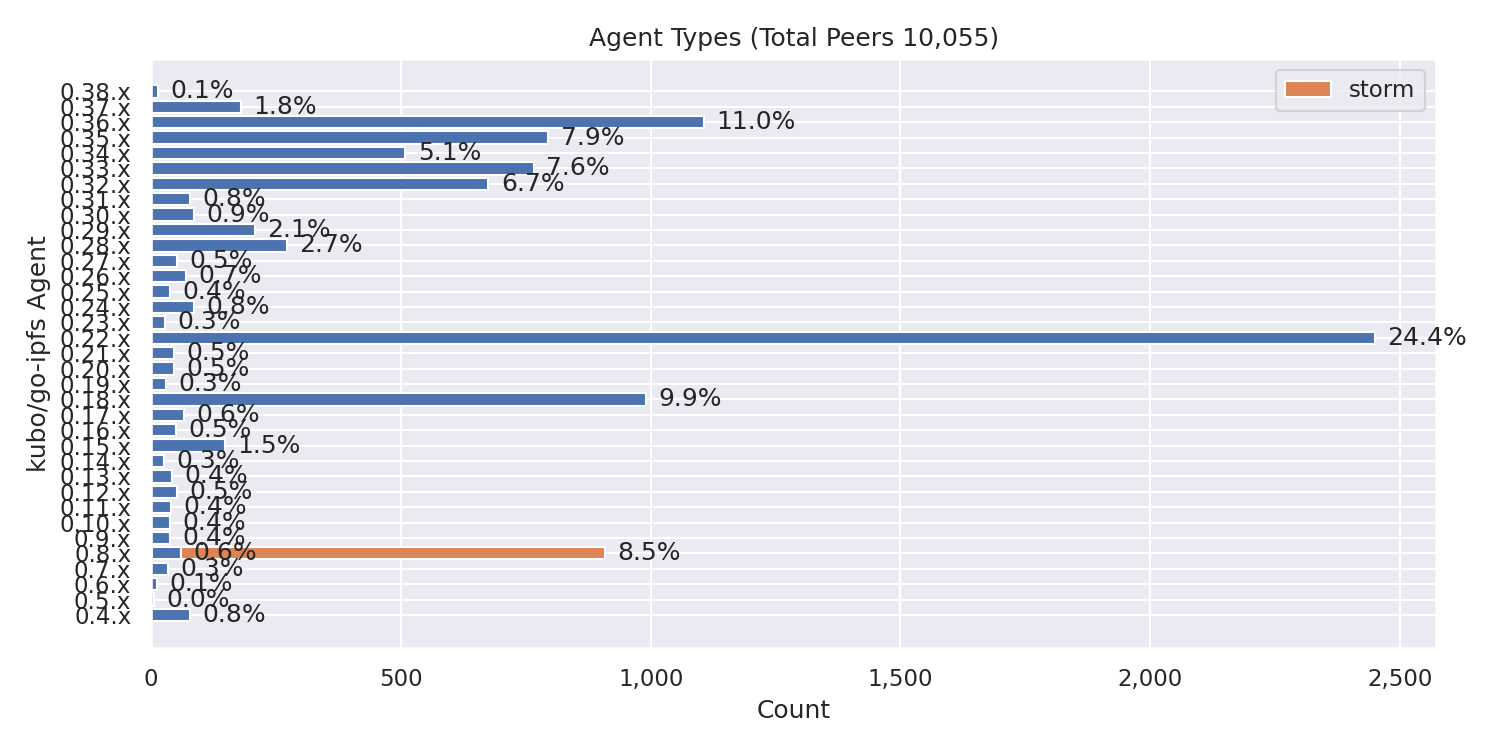 Agent Types (Total Peers 10,055)
storm
kubo/go-ipfs Agent
0.38.x 0.1%
0.37.x 1.8%
0.36.x 11.0%
0.35.x 7.9%
0.34.x 5.1%
0.33.x 7.6%
0.32.x 6.7%
0.31.x 0.8%
0.30.x 0.9%
0.29.x 2.1%
0.28.x 2.7%
0.27.x 0.5%
0.26.x 0.7%
0.25.x 0.4%
0.24.x 0.8%
0.23.x 0.3%
0.22.x 24.4%
0.21.x 0.5%
0.20.x 0.5%
0.19.x 0.3%
0.18.x 9.9%
0.17.x 0.6%
0.16.x 0.5%
0.15.x 1.5%
0.14.x 0.3%
0.13.x 0.4%
0.12.x 0.5%
0.11.x 0.4%
0.10.x 0.4%
0.9.x 0.4%
0.8.x 0.6% 8.5%
0.7.x 0.3%
0.6.x 0.1%
0.5.x 0.0%
0.4.x 0.8%
0 500 1,000 1,500 2,000 2,500
Count